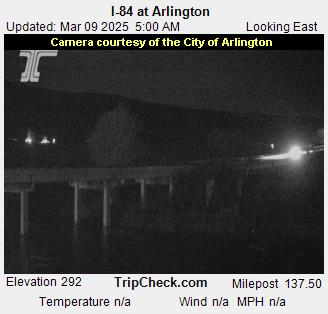 I-84 at Arlington
Updated: Mar 09 2025 5:00 AM Looking East
Camera courtesy of the City of Arlington
Elevation 292 TripCheck.com Milepost 137.50
Temperature n/a Wind n/a MPH n/a